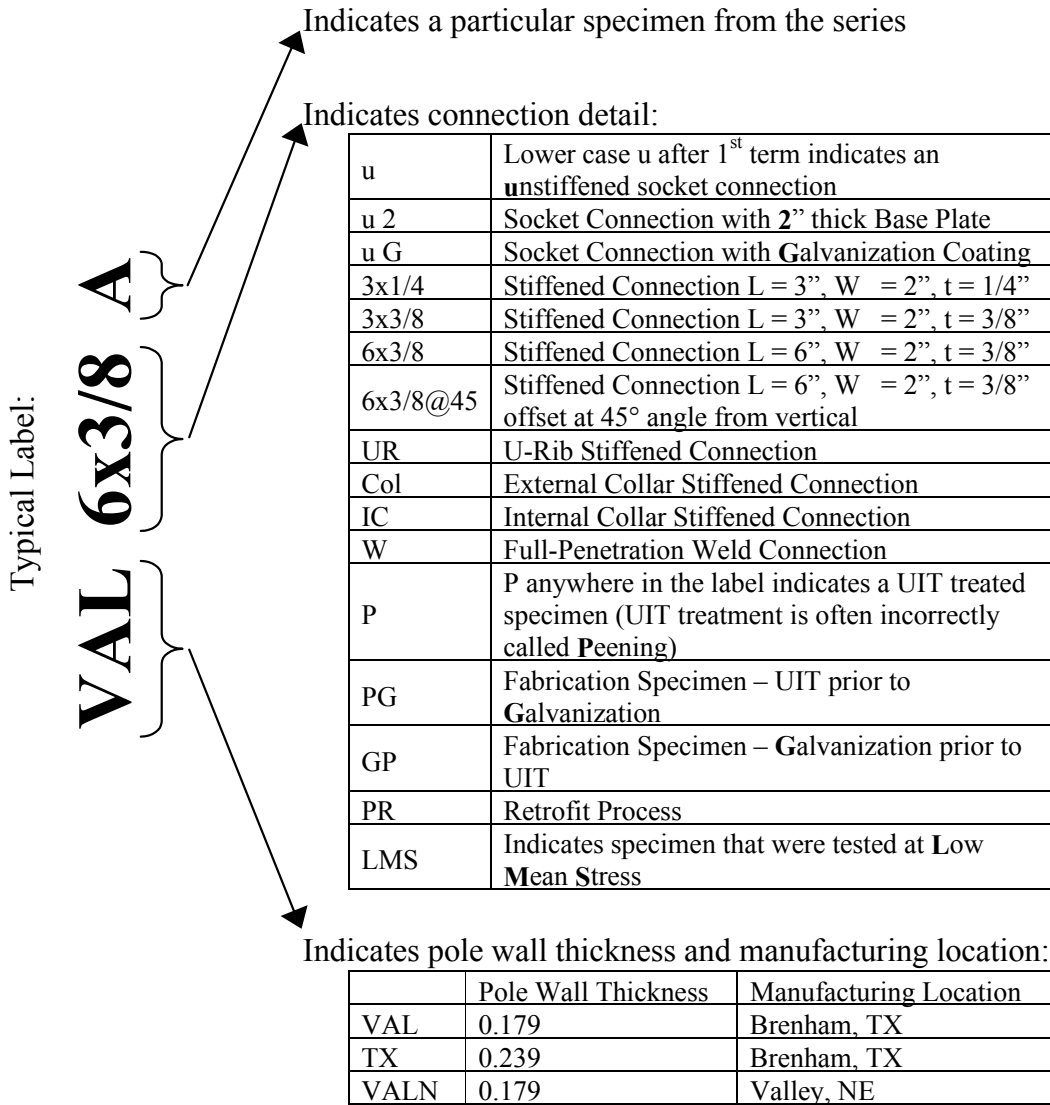 Indicates a particular specimen from the series
Indicates connection detail:
u Lower case u after 1st term indicates an
unstiffened socket connection
u 2 Socket Connection with 2” thick Base Plate
u G Socket Connection with Galvanization Coating
3x1/4 Stiffened Connection L = 3”, W = 2”, t = 1/4”
3x3/8 Stiffened Connection L = 3”, W = 2”, t = 3/8”
6x3/8 Stiffened Connection L = 6”, W = 2”, t = 3/8”
6x3/8@45 Stiffened Connection L = 6”, W = 2”, t = 3/8”
offset at 45° angle from vertical
UR U-Rib Stiffened Connection
Col External Collar Stiffened Connection
IC Internal Collar Stiffened Connection
W Full-Penetration Weld Connection
P P anywhere in the label indicates a UIT treated
specimen (UIT treatment is often incorrectly
called Peening)
PG Fabrication Specimen – UIT prior to
Galvanization
GP Fabrication Specimen – Galvanization prior to
UIT
PR Retrofit Process
LMS Indicates specimen that were tested at Low
Mean Stress
Typical Label:
VAL 6x3/8 A
Indicates pole wall thickness and manufacturing location:
Pole Wall Thickness Manufacturing Location
VAL 0.179 Brenham, TX
TX 0.239 Brenham, TX
VALN 0.179 Valley, NE